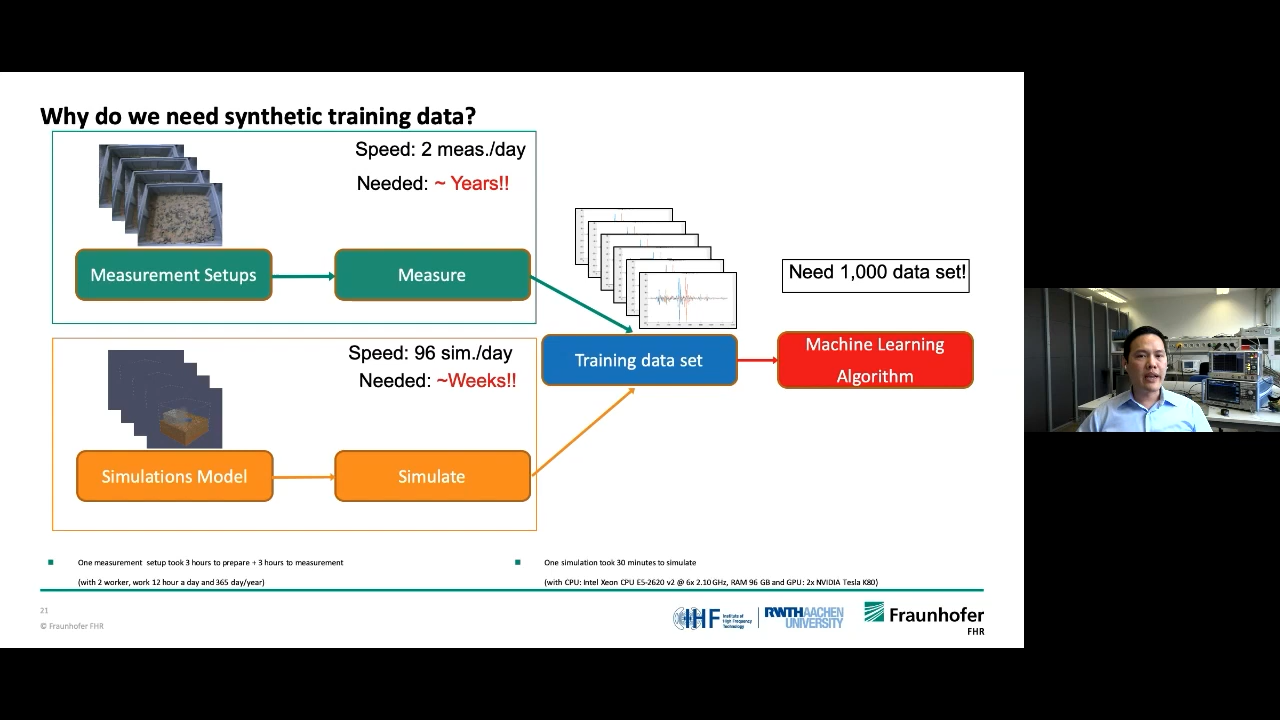 Why do we need synthetic training data?
Speed: 2 meas./day
Needed: ~ Years!!
Measurement Setups
Measure
Speed: 96 sim./day
Needed: ~Weeks!!
Simulations Model
Simulate
Training data set
Need 1,000 data set!
Machine Learning
Algorithm
One measurement setup took 3 hours to prepare + 3 hours to measurement
(with 2 worker, work 12 hour a day and 365 day/year)
One simulation took 30 minutes to simulate
(with CPU: Intel Xeon CPU E5-2620 v2 @ 6x 2.10 GHz, RAM 96 GB and GPU: 2x NVIDIA Tesla K80)
21
© Fraunhofer FHR
IHF
Institute of
High Frequency
Technology
RWTH AACHEN
UNIVERSITY
Fraunhofer
FHR